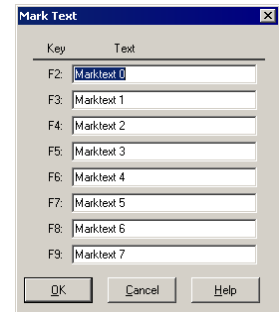 Mark Text
Key Text
F2: Marktext 0
F3: Marktext 1
F4: Marktext 2
F5: Marktext 3
F6: Marktext 4
F7: Marktext 5
F8: Marktext 6
F9: Marktext 7
OK Cancel Help